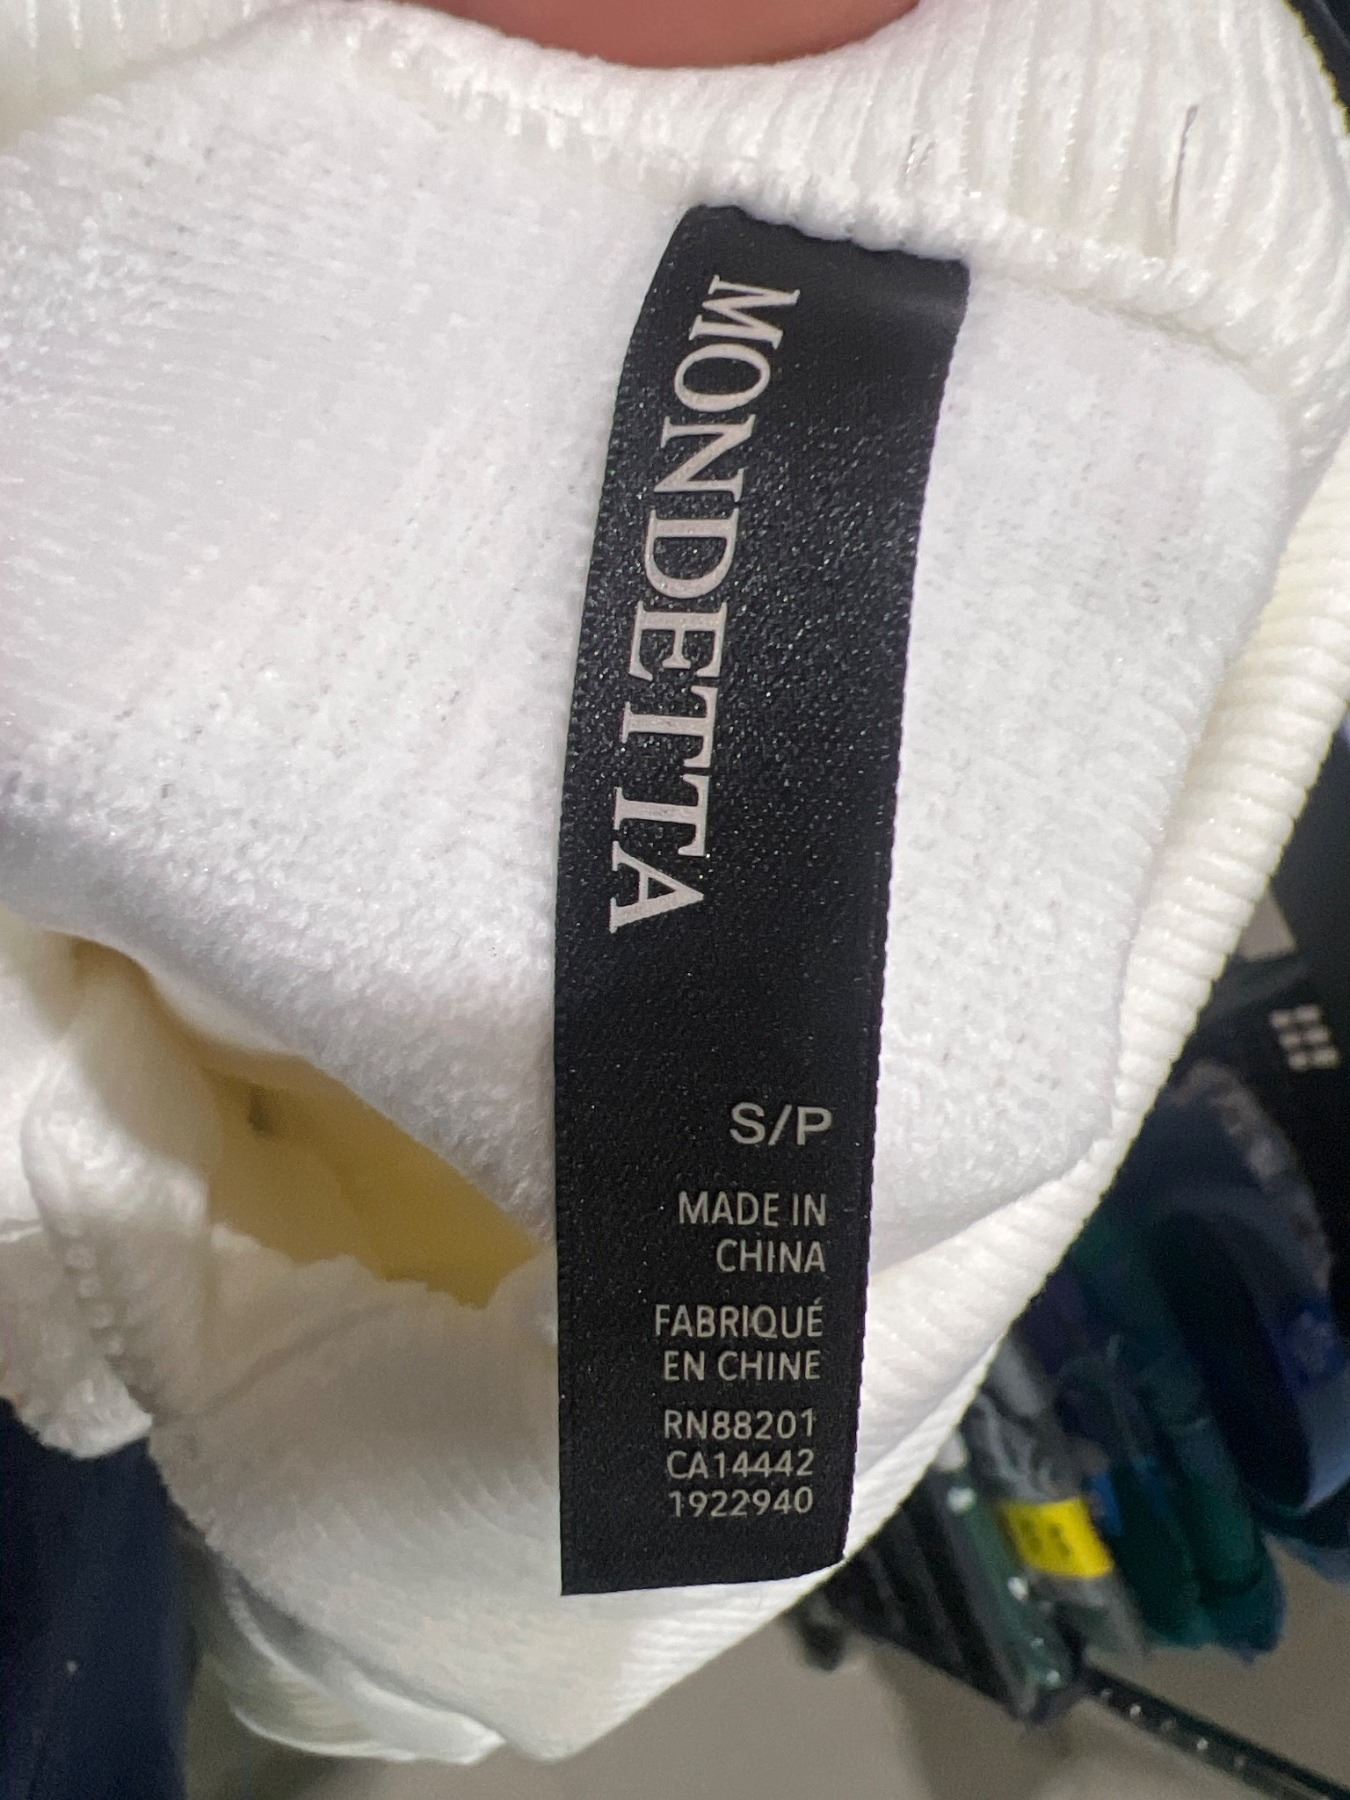 MONDETTA
S/P
MADE IN
CHINA
FABRIQUÉ
EN CHINE
RN88201
CA14442
1922940